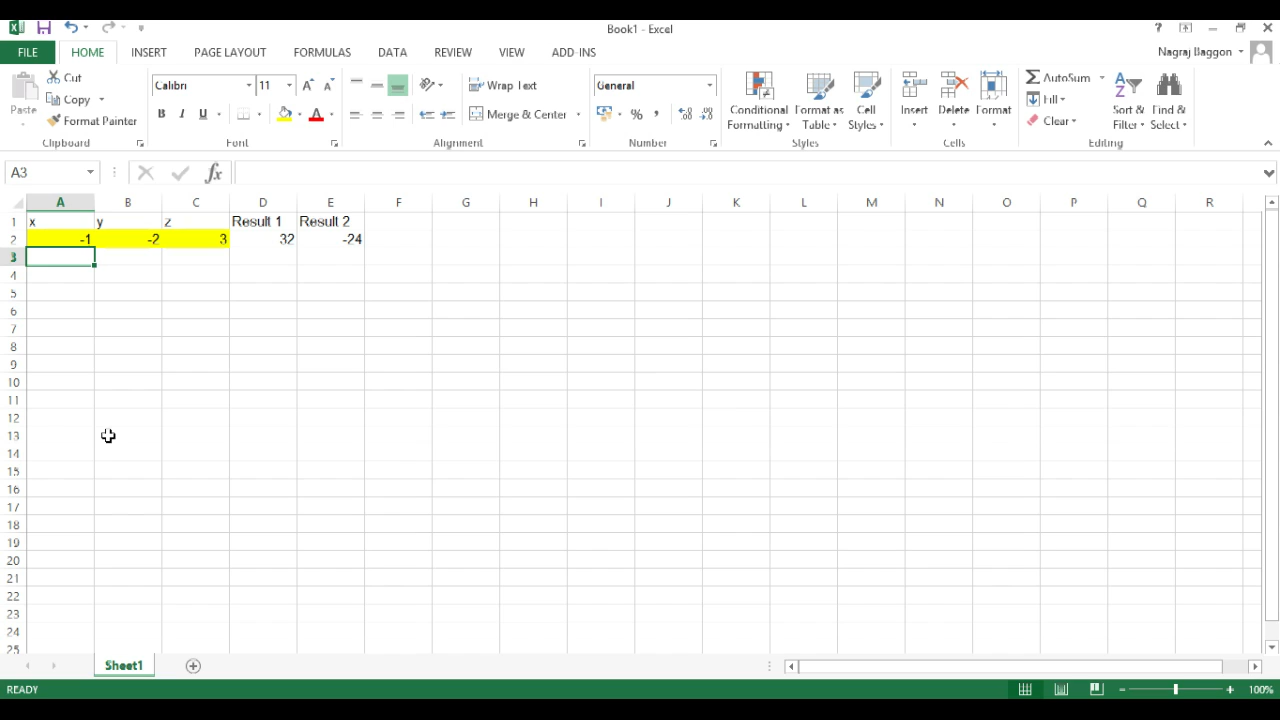 Book1 - Excel
?
FILE HOME INSERT PAGE LAYOUT FORMULAS DATA REVIEW VIEW ADD-INS Nagraj Baggon
Paste
Cut
Copy
Format Painter
Clipboard
Calibri 11
B I U
Font
Wrap Text
Merge & Center
Alignment
General
% ,
Number
Conditional Formatting
Format as Table
Cell Styles
Styles
Insert Delete Format
Cells
AutoSum
Fill
Clear
Sort & Filter
Find & Select
Editing
A3 fx
A B C D E F G H I J K L M N O P Q R
1 x y z Result 1 Result 2
2 -1 -2 3 32 -24
3
4
5
6
7
8
9
10
11
12
13
14
15
16
17
18
19
20
21
22
23
24
25
Sheet1
READY 100%